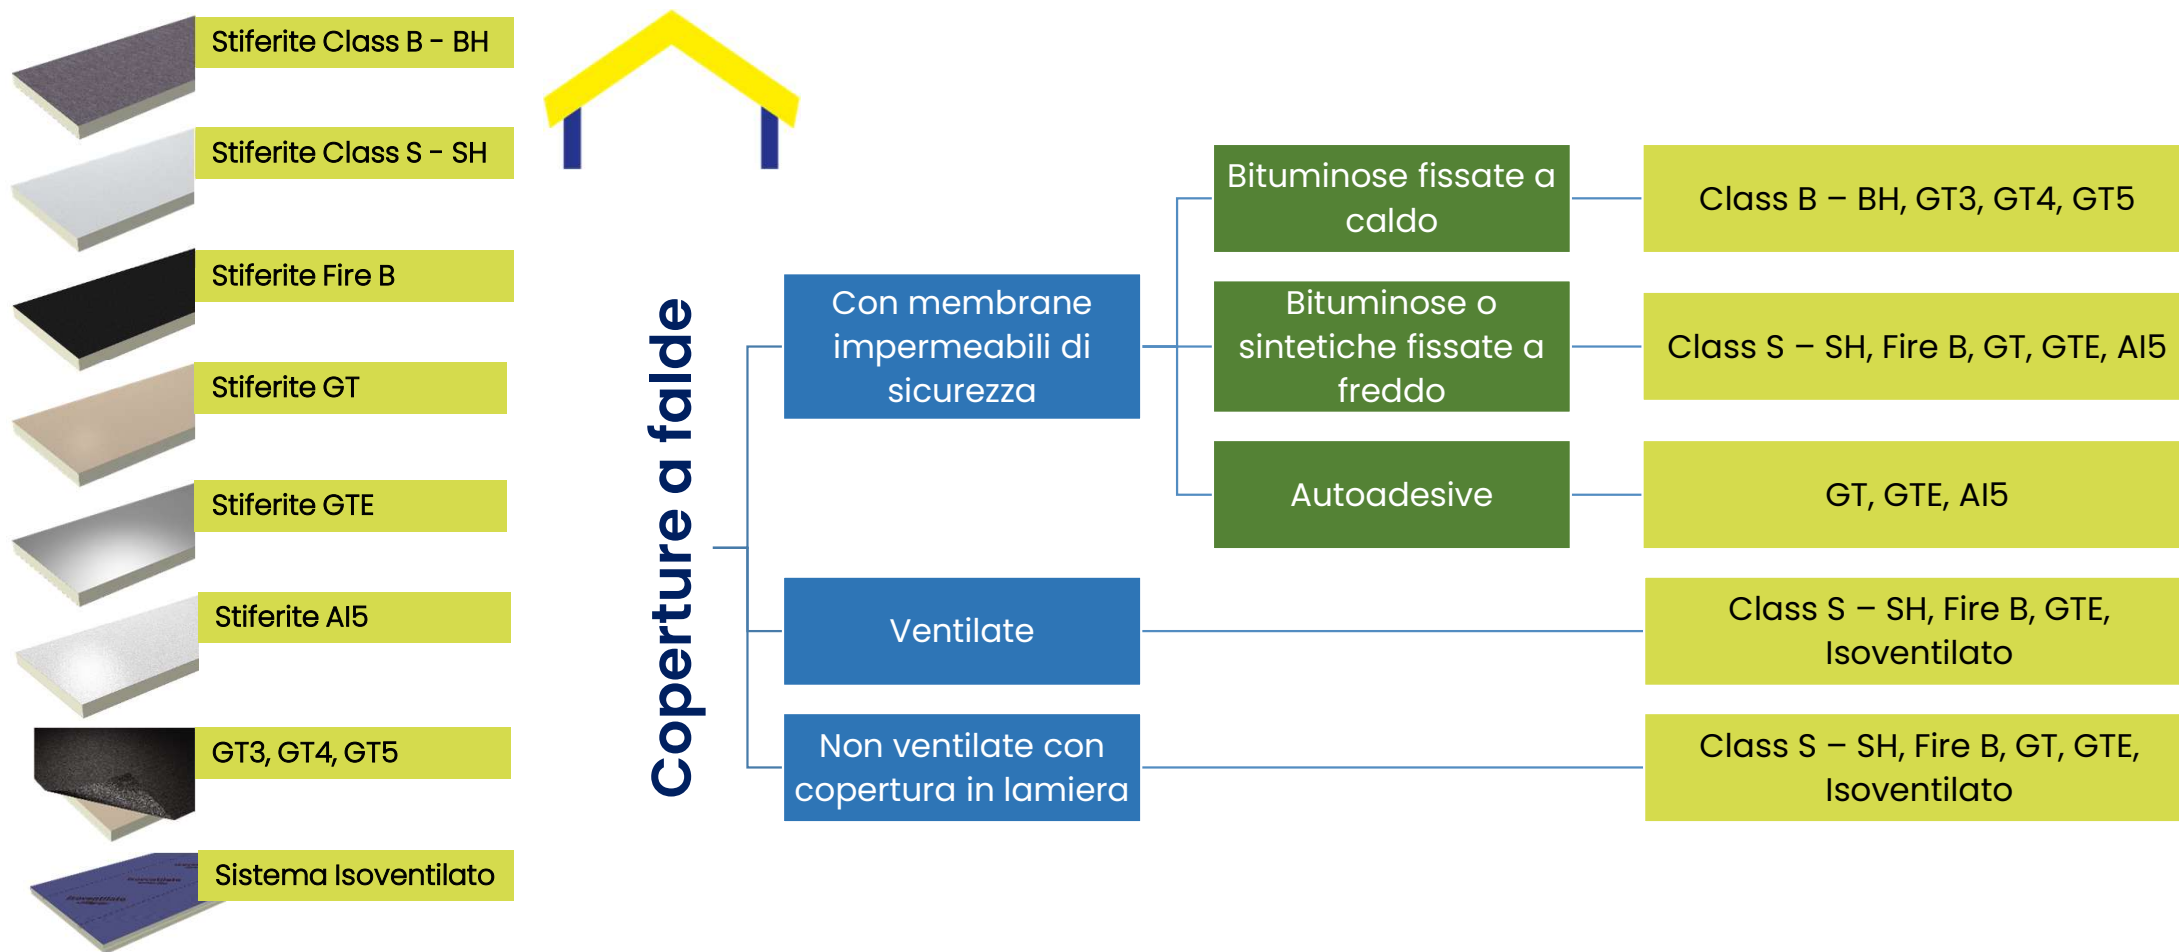 Stiferite Class B - BH
Stiferite Class S - SH
Stiferite Fire B
Stiferite GT
Stiferite GTE
Stiferite AI5
GT3, GT4, GT5
Sistema Isoventilato
isoventilato
Coperture a falde
Con membrane
impermeabili di
sicurezza
Bituminose fissate a
caldo
Class B – BH, GT3, GT4, GT5
Bituminose o
sintetiche fissate a
freddo
Class S – SH, Fire B, GT, GTE, AI5
Autoadesive
GT, GTE, AI5
Ventilate
Class S – SH, Fire B, GTE,
Isoventilato
Non ventilate con
copertura in lamiera
Class S – SH, Fire B, GT, GTE,
Isoventilato